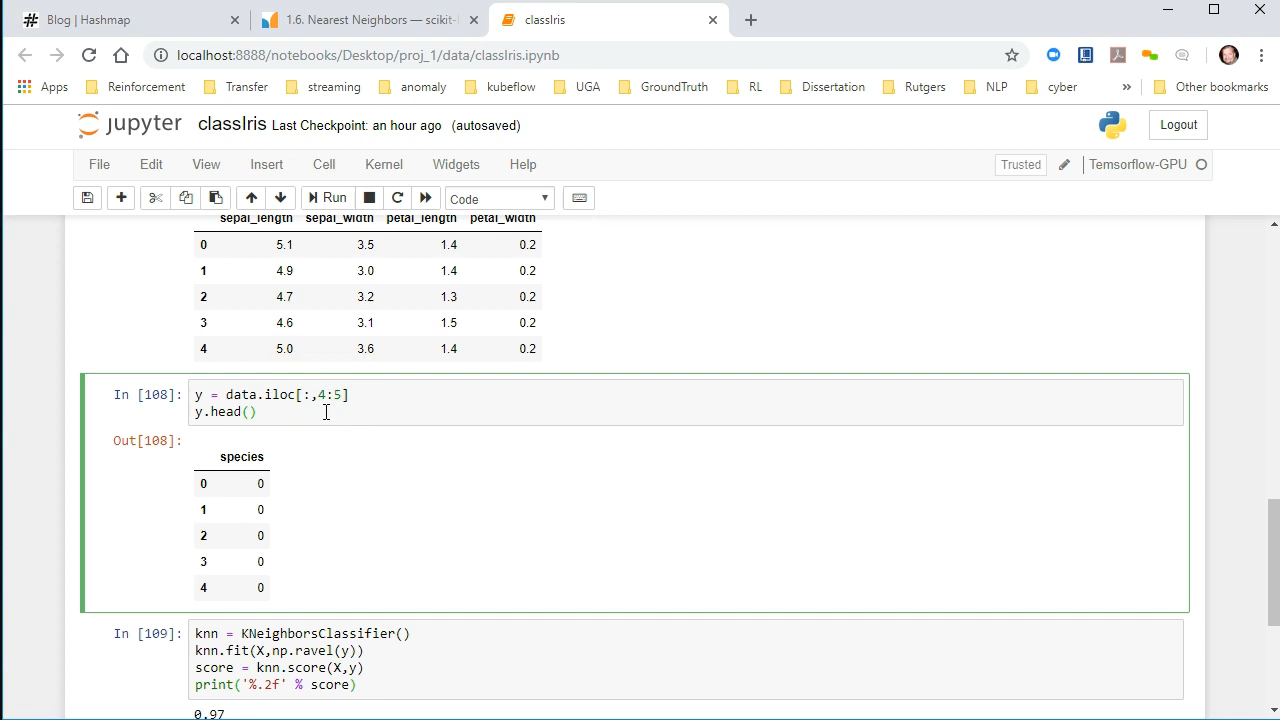 Blog | Hashmap
1.6. Nearest Neighbors — scikit-
classIris
localhost:8888/notebooks/Desktop/proj_1/data/classIris.ipynb
Apps Reinforcement Transfer streaming anomaly kubeflow UGA GroundTruth RL Dissertation Rutgers NLP cyber » Other bookmarks
jupyter classIris Last Checkpoint: an hour ago (autosaved) Logout
File Edit View Insert Cell Kernel Widgets Help Trusted Temsorflow-GPU
Run Code
sepal_length sepal_width petal_length petal_width
0 5.1 3.5 1.4 0.2
1 4.9 3.0 1.4 0.2
2 4.7 3.2 1.3 0.2
3 4.6 3.1 1.5 0.2
4 5.0 3.6 1.4 0.2
In [108]: y = data.iloc[:,4:5]
y.head()
Out[108]:
species
0 0
1 0
2 0
3 0
4 0
In [109]: knn = KNeighborsClassifier()
knn.fit(X,np.ravel(y))
score = knn.score(X,y)
print('%.2f' % score)
0.97